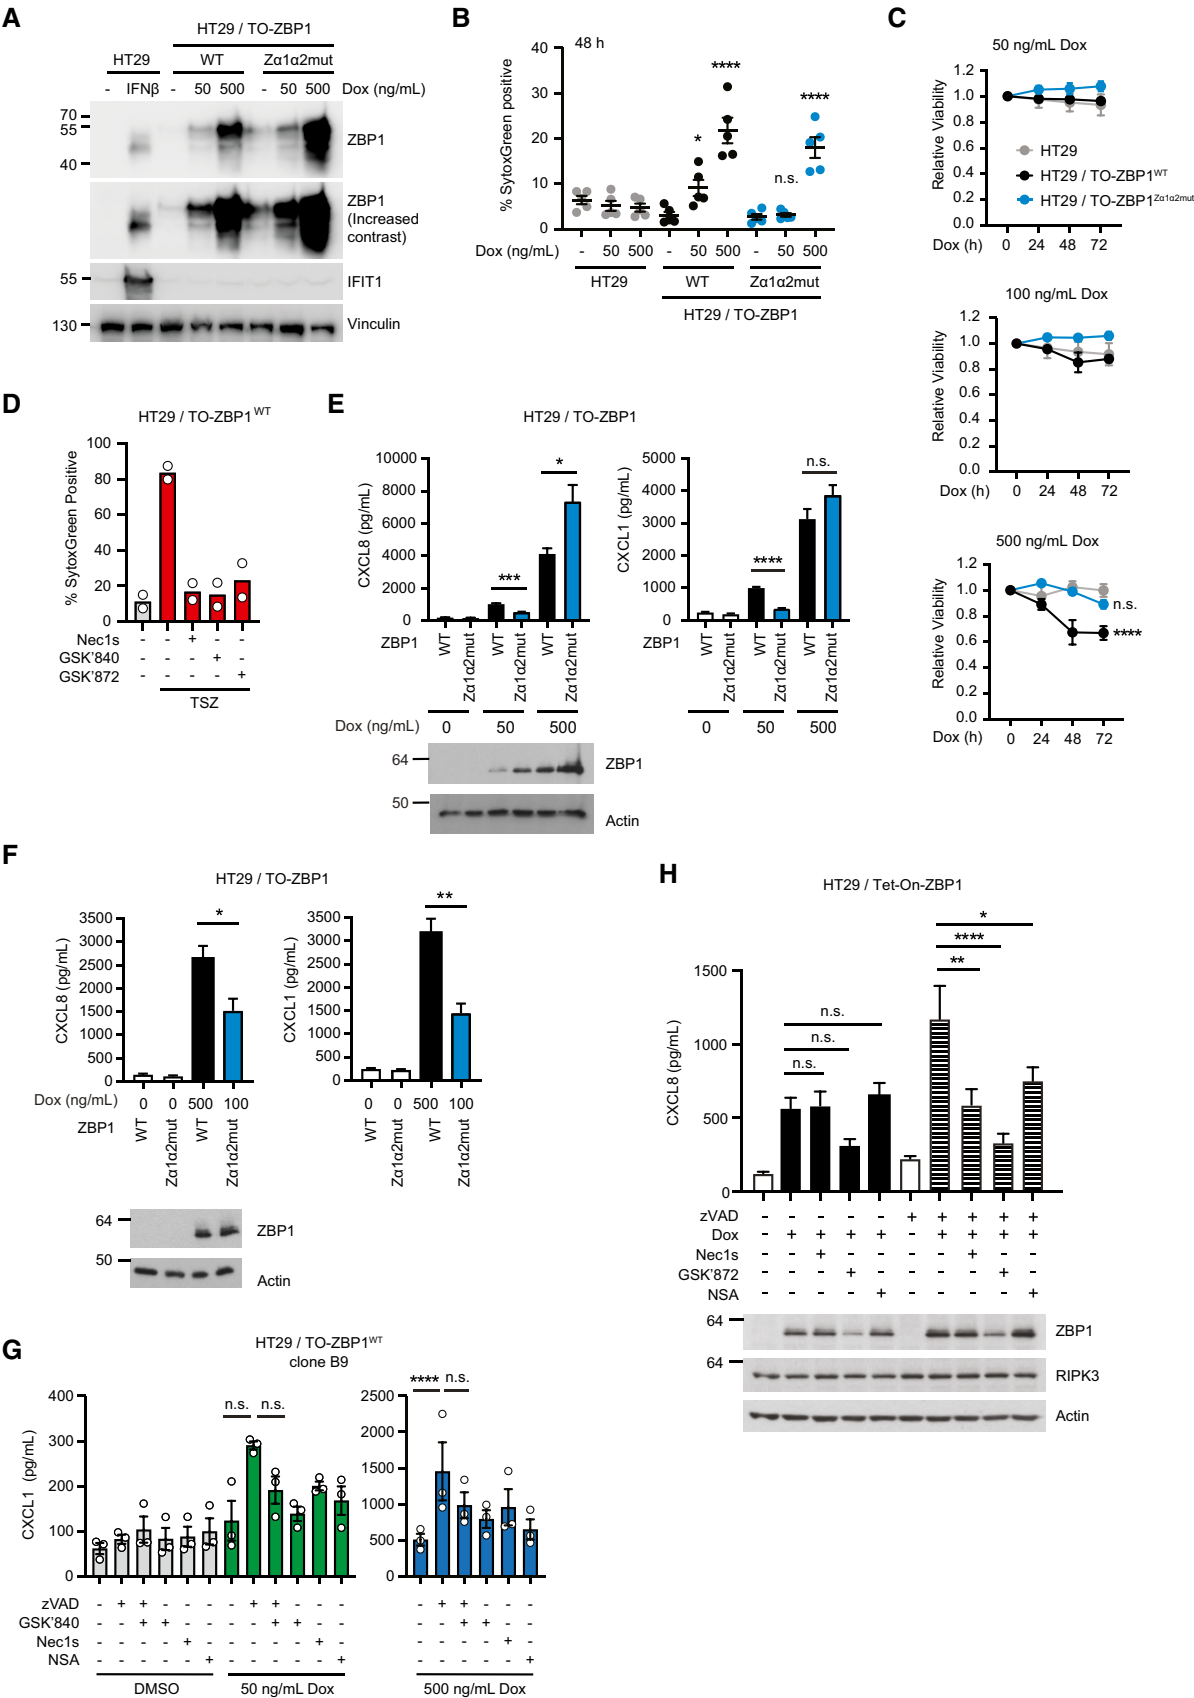 A
HT29 / TO-ZBP1
HT29 WT Zα1α2mut
- IFNβ - 50 500 - 50 500 Dox (ng/mL)
70
55
40
ZBP1
ZBP1
(Increased
contrast)
55
IFIT1
130
Vinculin
B
48 h
% SytoxGreen positive
40
30
20
10
0
* **** n.s. ****
Dox (ng/mL) - 50 500 - 50 500 - 50 500
HT29 WT Zα1α2mut
HT29 / TO-ZBP1
C
50 ng/mL Dox
Relative Viability
1.2
1.0
0.8
0.6
0.4
0.2
0.0
HT29
HT29 / TO-ZBP1WT
HT29 / TO-ZBP1Zα1α2mut
Dox (h) 0 24 48 72
100 ng/mL Dox
Relative Viability
1.2
1.0
0.8
0.6
0.4
0.2
0.0
Dox (h) 0 24 48 72
500 ng/mL Dox
Relative Viability
1.2
1.0
0.8
0.6
0.4
0.2
0.0
n.s.
****
Dox (h) 0 24 48 72
D
HT29 / TO-ZBP1WT
% SytoxGreen Positive
100
80
60
40
20
0
Nec1s - - + - -
GSK'840 - - - + -
GSK'872 - - - - +
TSZ
E
HT29 / TO-ZBP1
CXCL8 (pg/mL)
10000
8000
6000
4000
2000
0
*** *
ZBP1 WT Zα1α2mut WT Zα1α2mut WT Zα1α2mut
Dox (ng/mL) 0 50 500
CXCL1 (pg/mL)
5000
4000
3000
2000
1000
0
**** n.s.
ZBP1 WT Zα1α2mut WT Zα1α2mut WT Zα1α2mut
0 50 500
64
ZBP1
50
Actin
F
HT29 / TO-ZBP1
CXCL8 (pg/mL)
3500
3000
2500
2000
1500
1000
500
0
*
CXCL1 (pg/mL)
3500
3000
2500
2000
1500
1000
500
0
**
Dox (ng/mL) 0 0 500 100 0 0 500 100
ZBP1 WT Zα1α2mut WT Zα1α2mut WT Zα1α2mut WT Zα1α2mut
64
ZBP1
50
Actin
G
HT29 / TO-ZBP1WT
clone B9
CXCL1 (pg/mL)
400
300
200
100
0
n.s. n.s.
2500
2000
1500
1000
500
0
**** n.s.
zVAD - + + - - - - + + - - - - + + - - -
GSK'840 - - + + - - - - + + - - - - + + - -
Nec1s - - - - + - - - - - + - - - - - + -
NSA - - - - - + - - - - - + - - - - - +
DMSO 50 ng/mL Dox 500 ng/mL Dox
H
HT29 / Tet-On-ZBP1
CXCL8 (pg/mL)
1500
1000
500
0
n.s.
n.s.
n.s.
*
****
**
zVAD - - - - - + + + + +
Dox - + + + + - + + + +
Nec1s - - + - - - - + - -
GSK'872 - - - + - - - - + -
NSA - - - - + - - - - +
64
ZBP1
64
RIPK3
Actin